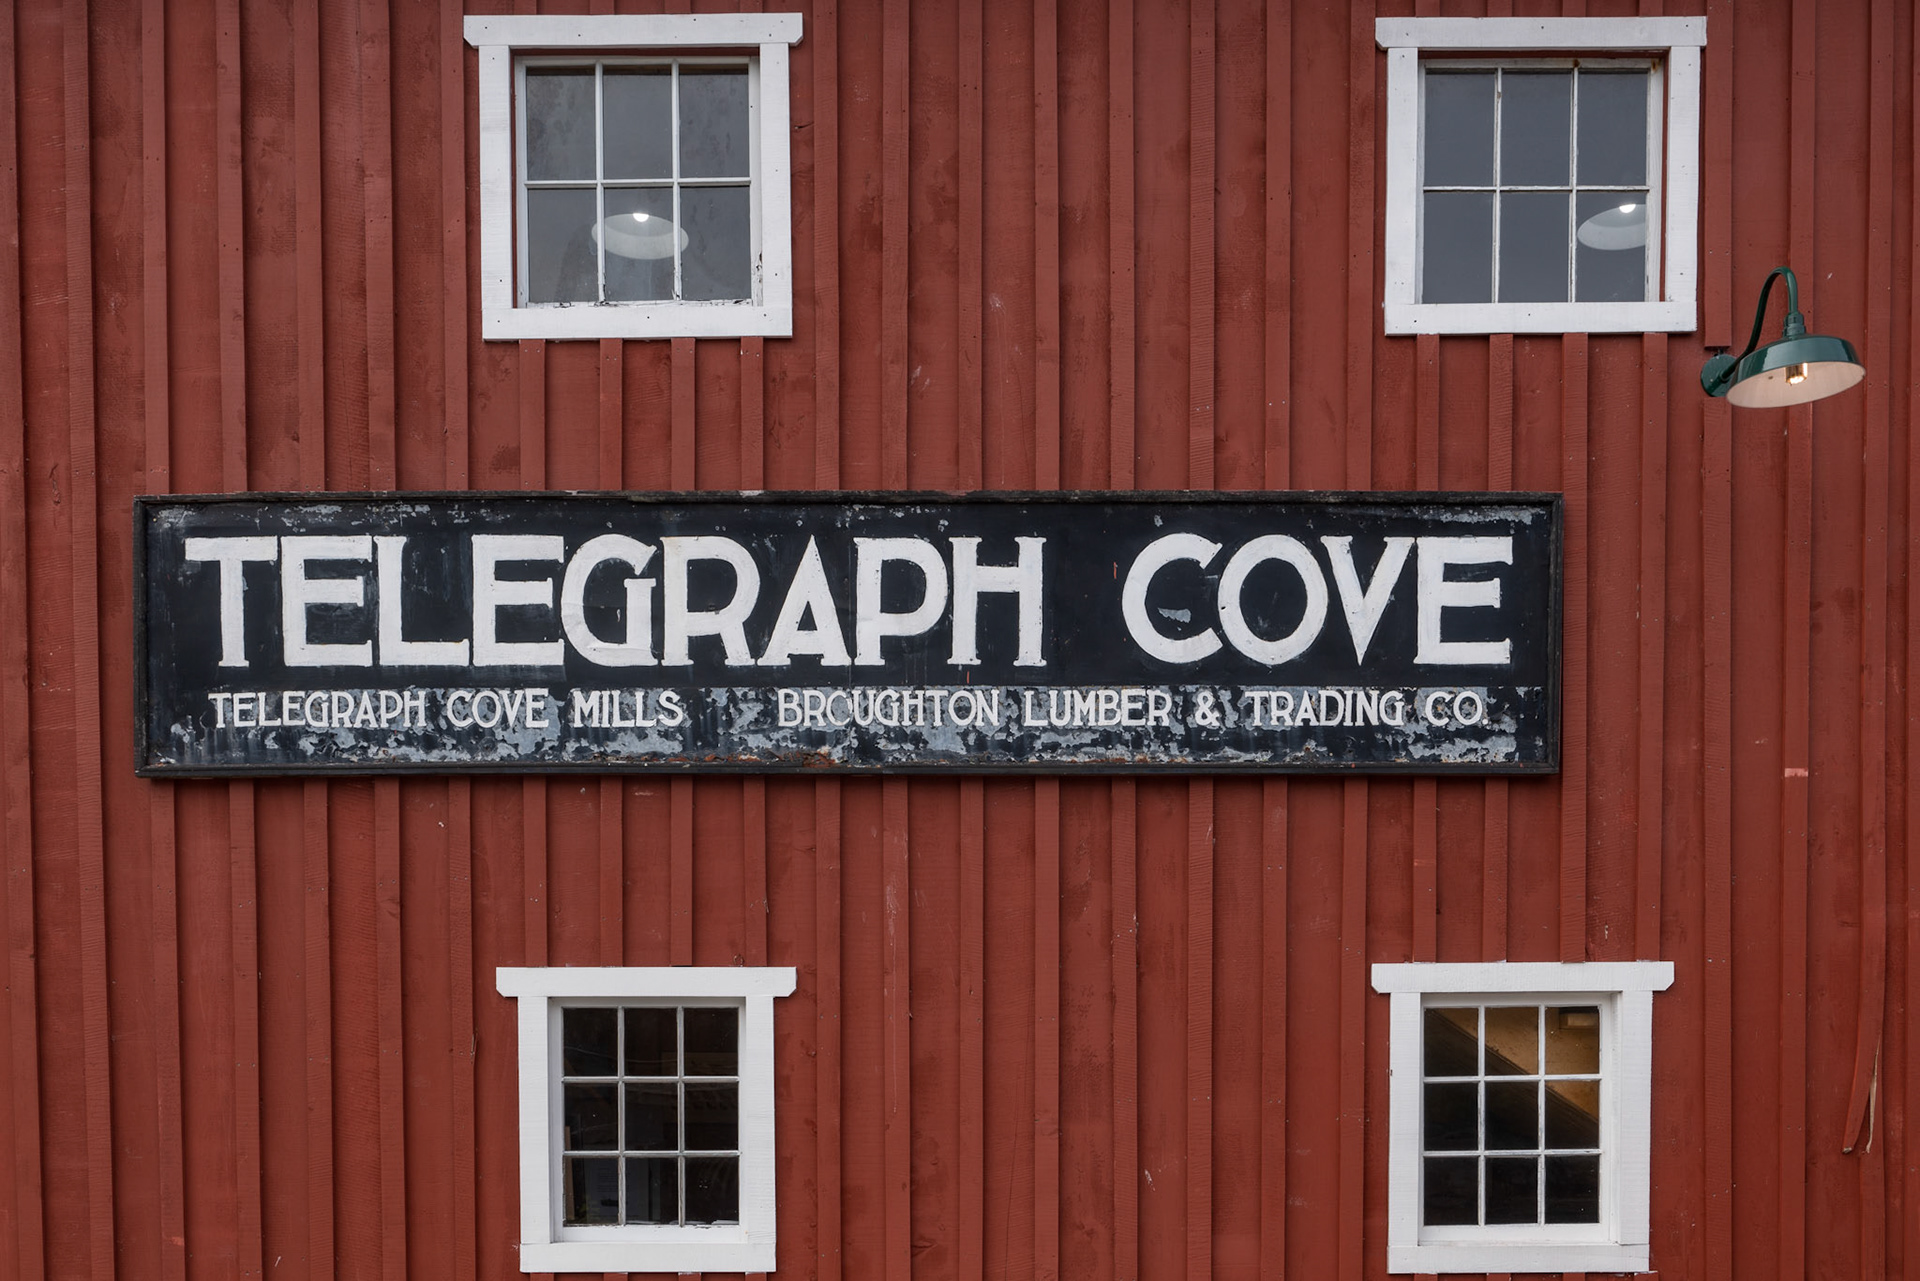 TELEGRAPH COVE
TELEGRAPH COVE MILLS BROUGHTON LUMBER & TRADING CO.